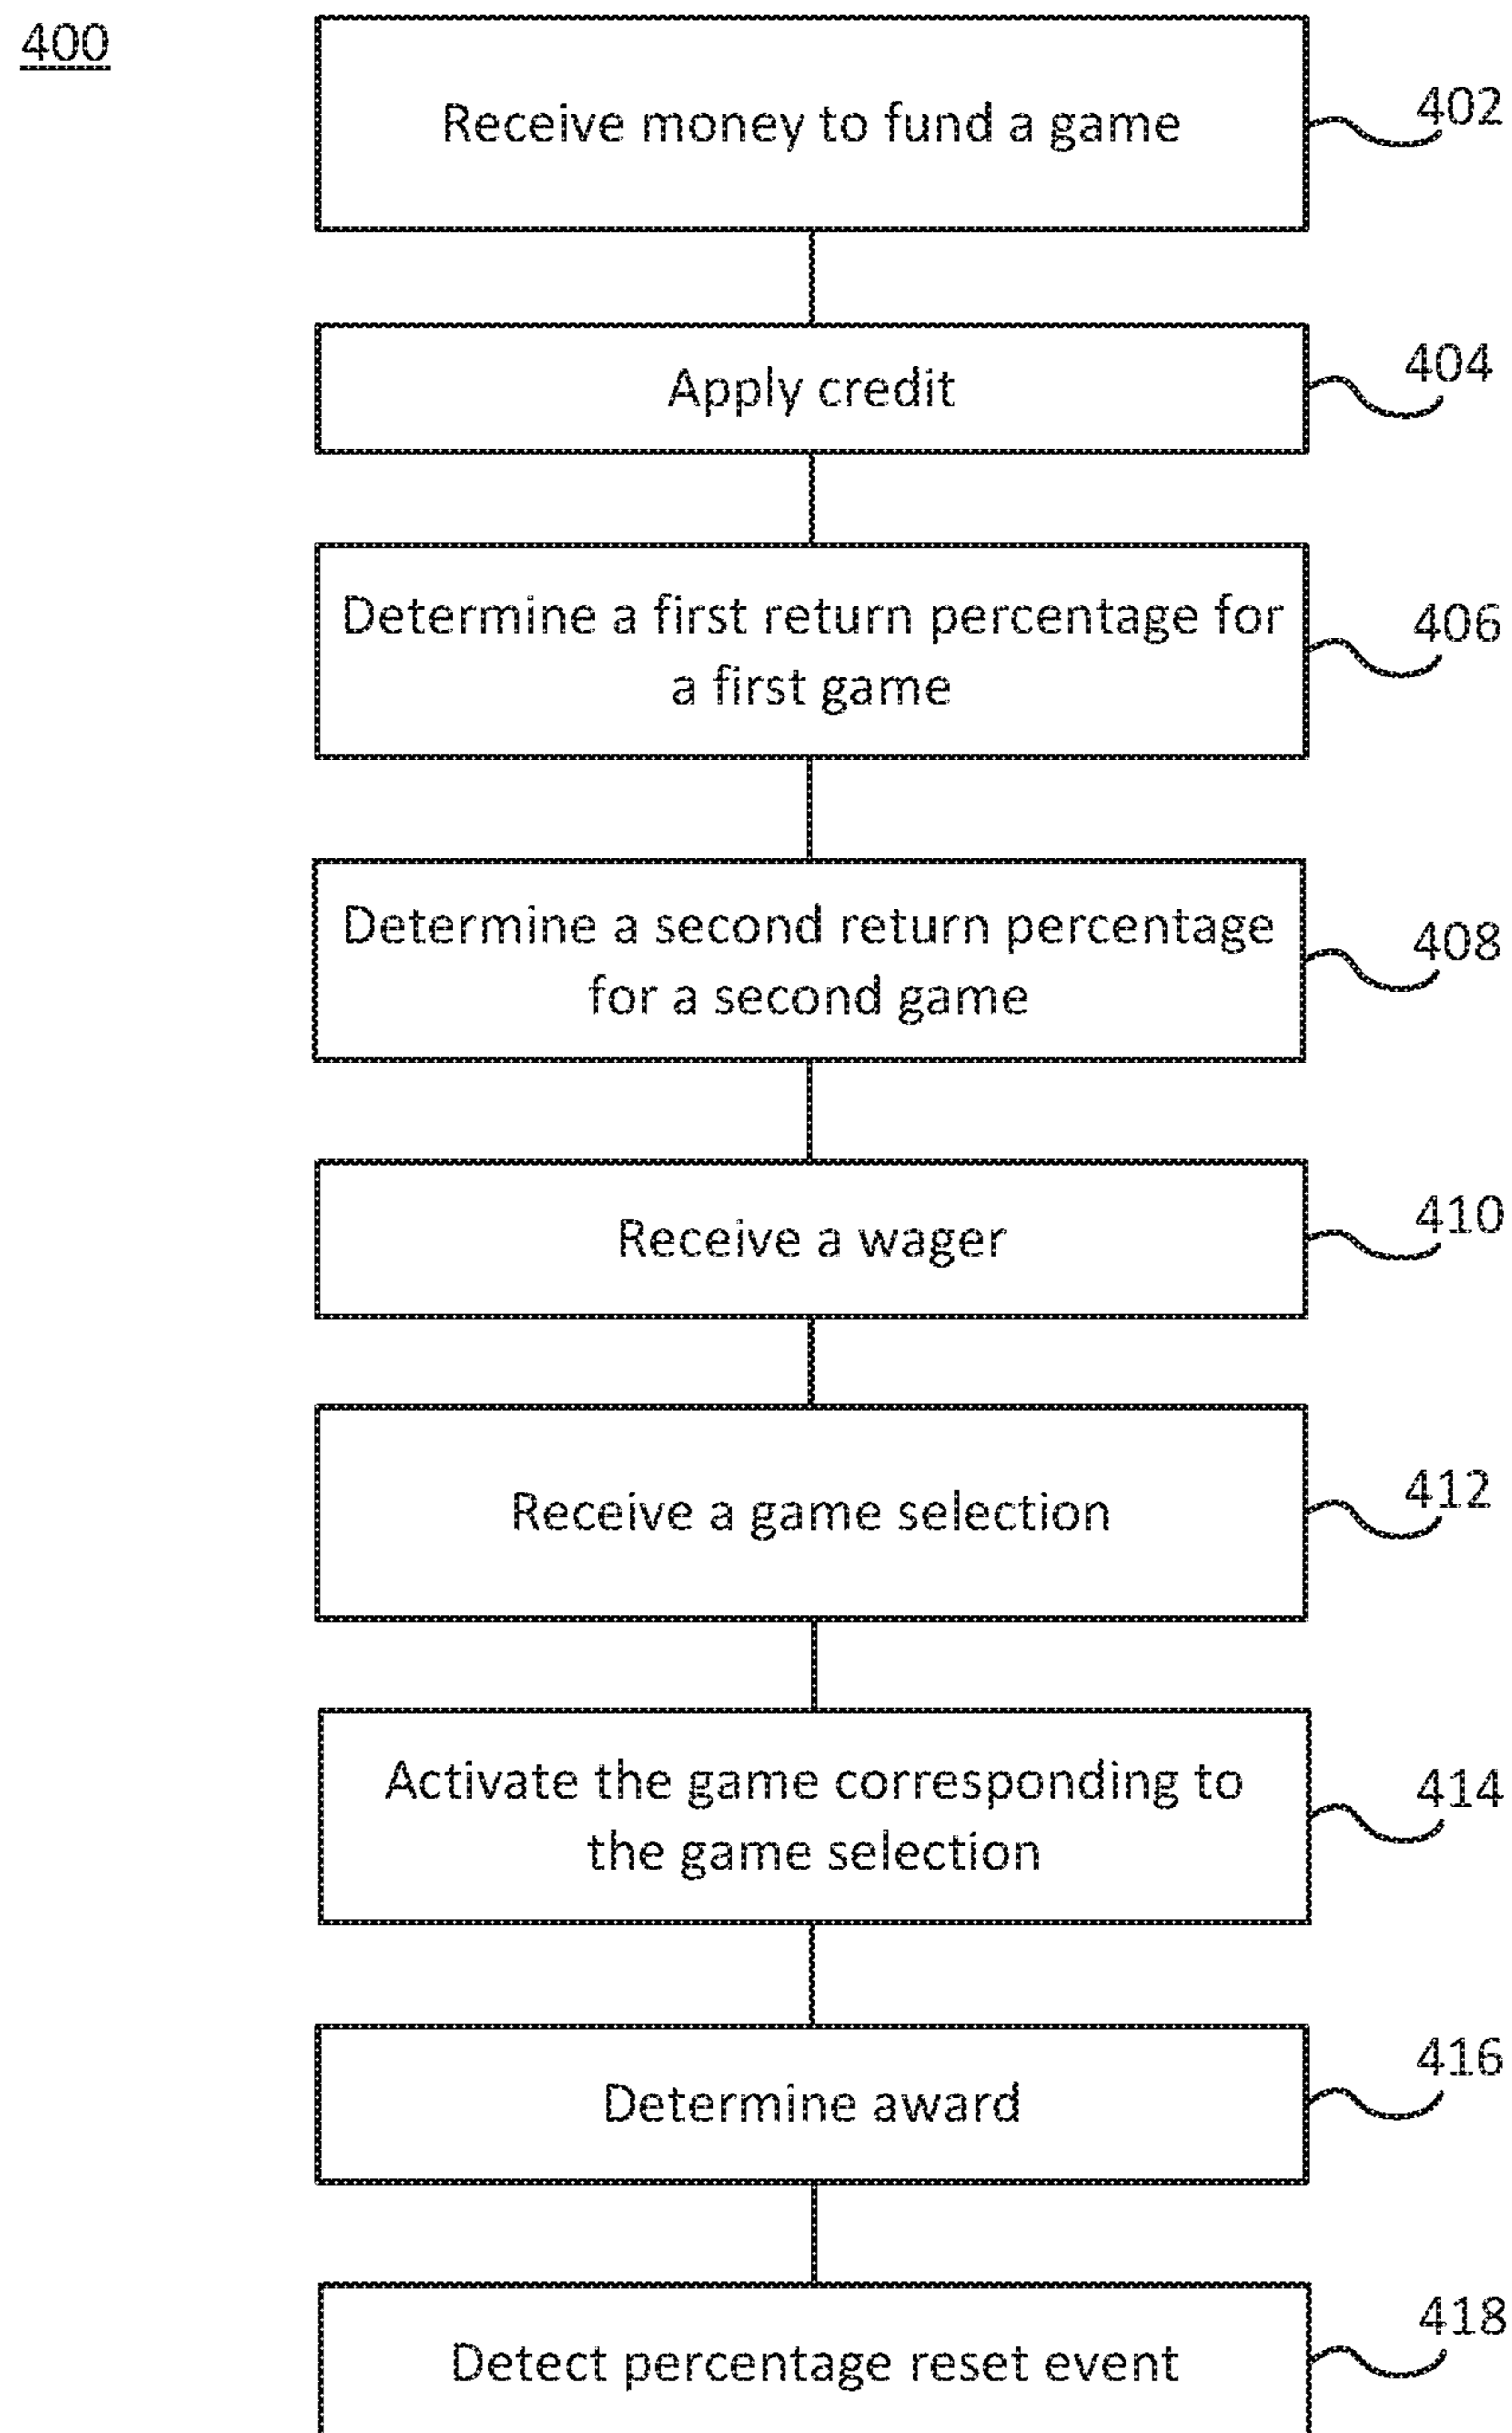 400
Receive money to fund a game
402
Apply credit
404
Determine a first return percentage for
a first game
406
Determine a second return percentage
for a second game
408
Receive a wager
410
Receive a game selection
412
Activate the game corresponding to
the game selection
414
Determine award
416
Detect percentage reset event
418